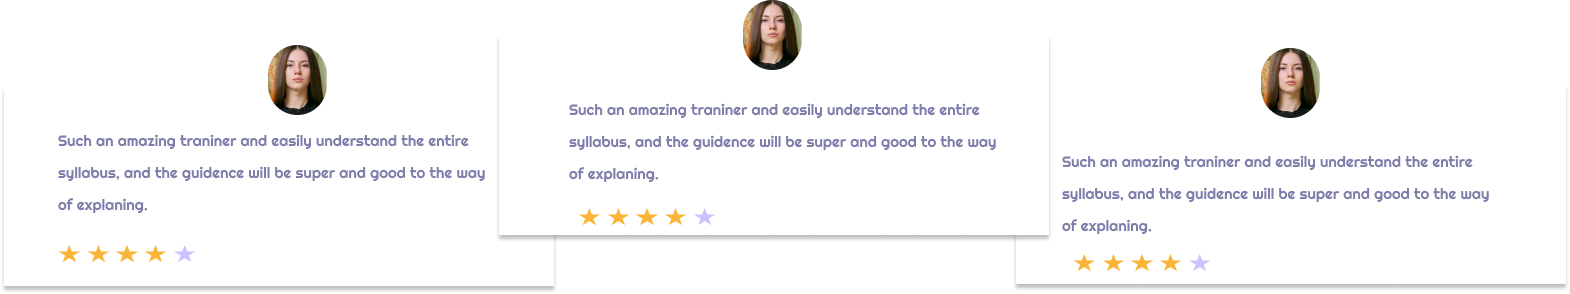 Such an amazing traniner and easily understand the entire
syllabus, and the guidence will be super and good to the way
of explaning.
Such an amazing traniner and easily understand the entire
syllabus, and the guidence will be super and good to the way
of explaning.
Such an amazing traniner and easily understand the entire
syllabus, and the guidence will be super and good to the way
of explaning.